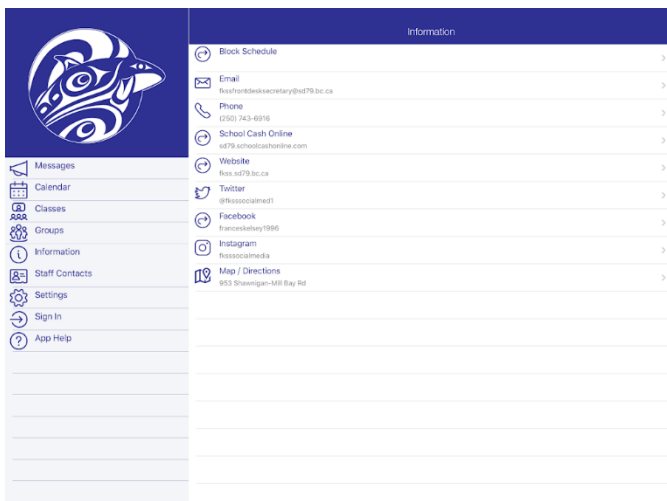 Information
Messages
Calendar
Classes
Groups
Information
Staff Contacts
Settings
Sign In
App Help
Block Schedule
Email
fkssfrontdesksecretary@sd79.bc.ca
Phone
(250) 743-6916
School Cash Online
sd79.schoolcashonline.com
Website
fkss.sd79.bc.ca
Twitter
@fksssocialmed1
Facebook
franceskelsey1996
Instagram
fksssocialmedia
Map / Directions
953 Shawnigan-Mill Bay Rd